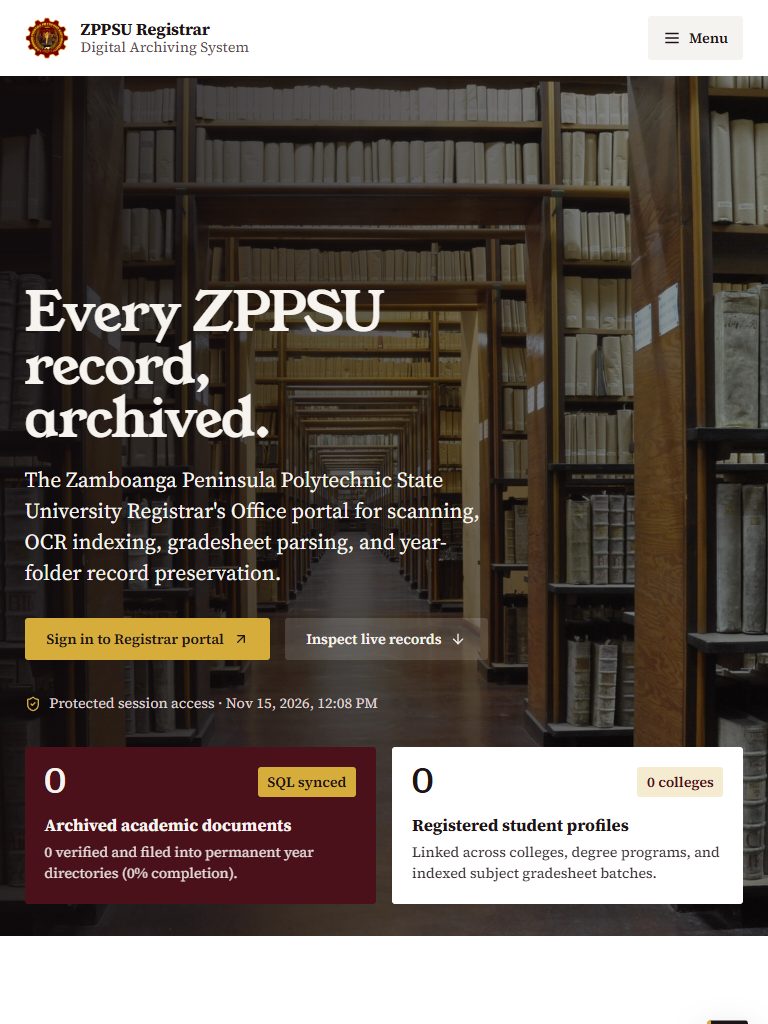 ZPPSU Registrar
Digital Archiving System
Menu
Every ZPPSU
record,
archived.
The Zamboanga Peninsula Polytechnic State
University Registrar's Office portal for scanning,
OCR indexing, gradesheet parsing, and year-
folder record preservation.
Sign in to Registrar portal
Inspect live records
Protected session access · Nov 15, 2026, 12:08 PM
0
SQL synced
Archived academic documents
0 verified and filed into permanent year
directories (0% completion).
0
0 colleges
Registered student profiles
Linked across colleges, degree programs, and
indexed subject gradesheet batches.